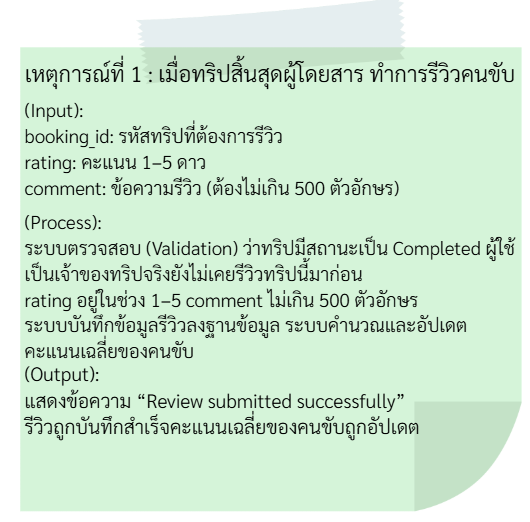 เหตุการณ์ที่ 1 : เมื่อทริปสิ้นสุดผู้โดยสาร ทำการรีวิวคนขับ
(Input):
booking_id: รหัสทริปที่ต้องการรีวิว
rating: คะแนน 1–5 ดาว
comment: ข้อความรีวิว (ต้องไม่เกิน 500 ตัวอักษร)
(Process):
ระบบตรวจสอบ (Validation) ว่าทริปมีสถานะเป็น Completed ผู้ใช้
เป็นเจ้าของทริปจริงยังไม่เคยรีวิวทริปนี้มาก่อน
rating อยู่ในช่วง 1–5 comment ไม่เกิน 500 ตัวอักษร
ระบบบันทึกข้อมูลรีวิวลงฐานข้อมูล ระบบคำนวณและอัปเดต
คะแนนเฉลี่ยของคนขับ
(Output):
แสดงข้อความ “Review submitted successfully”
รีวิวถูกบันทึกสำเร็จคะแนนเฉลี่ยของคนขับถูกอัปเดต